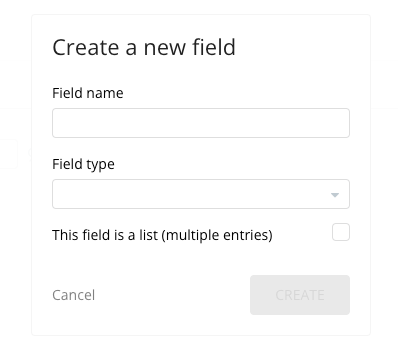 Create a new field
Field name
Field type
This field is a list (multiple entries)
Cancel
CREATE